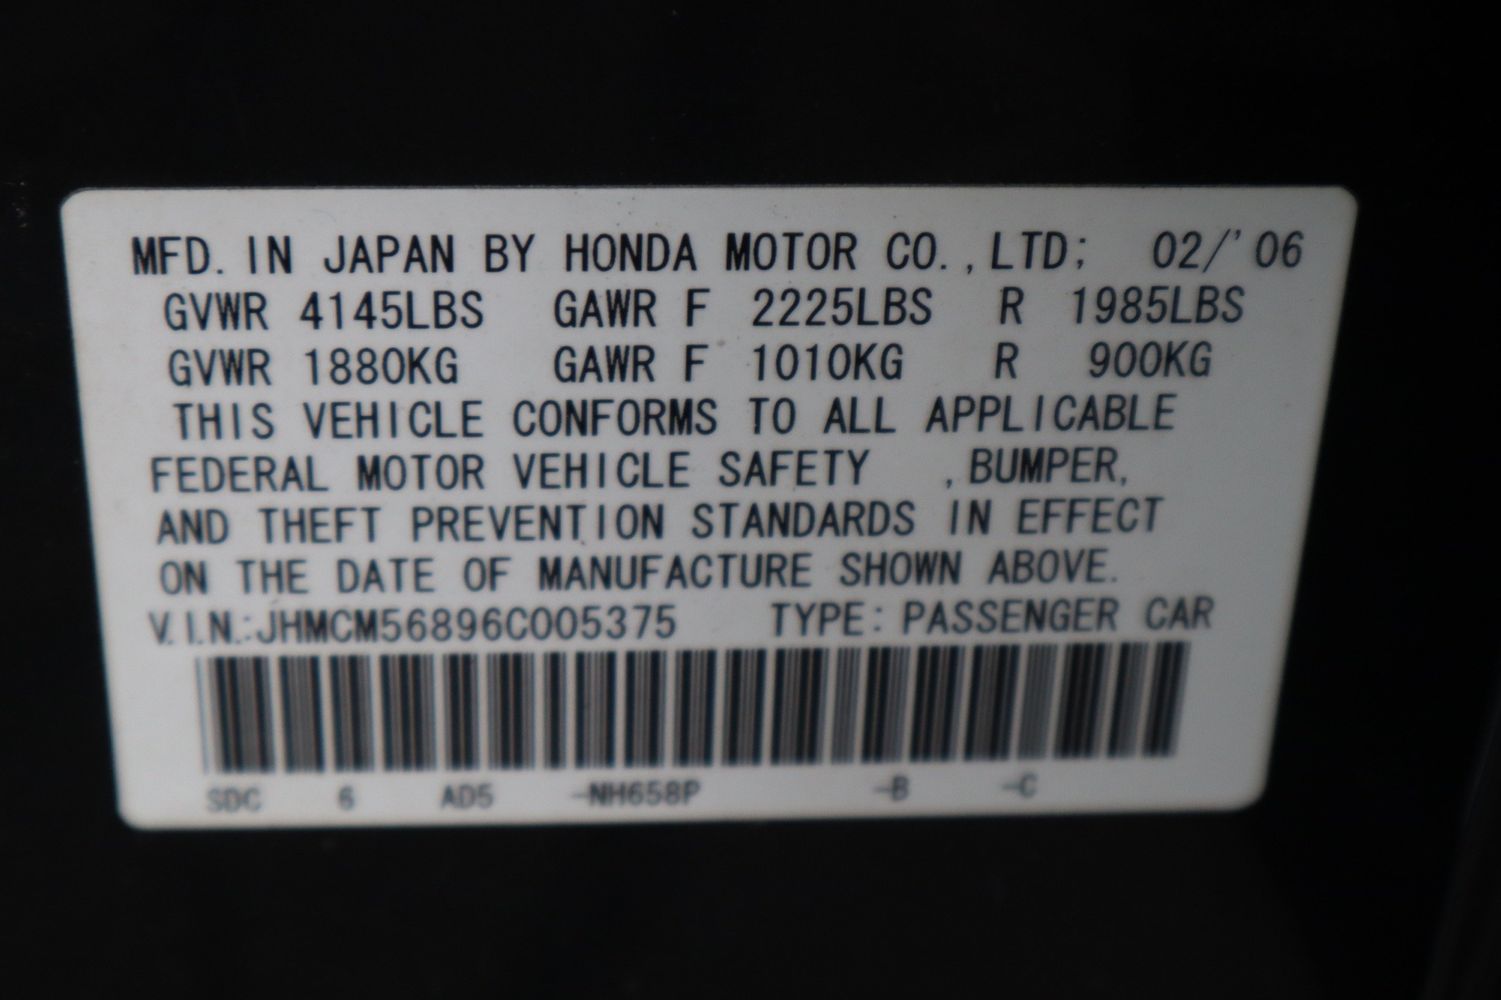 MFD. IN JAPAN BY HONDA MOTOR CO., LTD; 02/'06
GVWR 4145LBS GAWR F 2225LBS R 1985LBS
GVWR 1880KG GAWR F 1010KG R 900KG
THIS VEHICLE CONFORMS TO ALL APPLICABLE
FEDERAL MOTOR VEHICLE SAFETY , BUMPER,
AND THEFT PREVENTION STANDARDS IN EFFECT
ON THE DATE OF MANUFACTURE SHOWN ABOVE.
V.I.N.:JHMCM56896C005375 TYPE: PASSENGER CAR
SDC 6 AD5 -NH658P -B -C